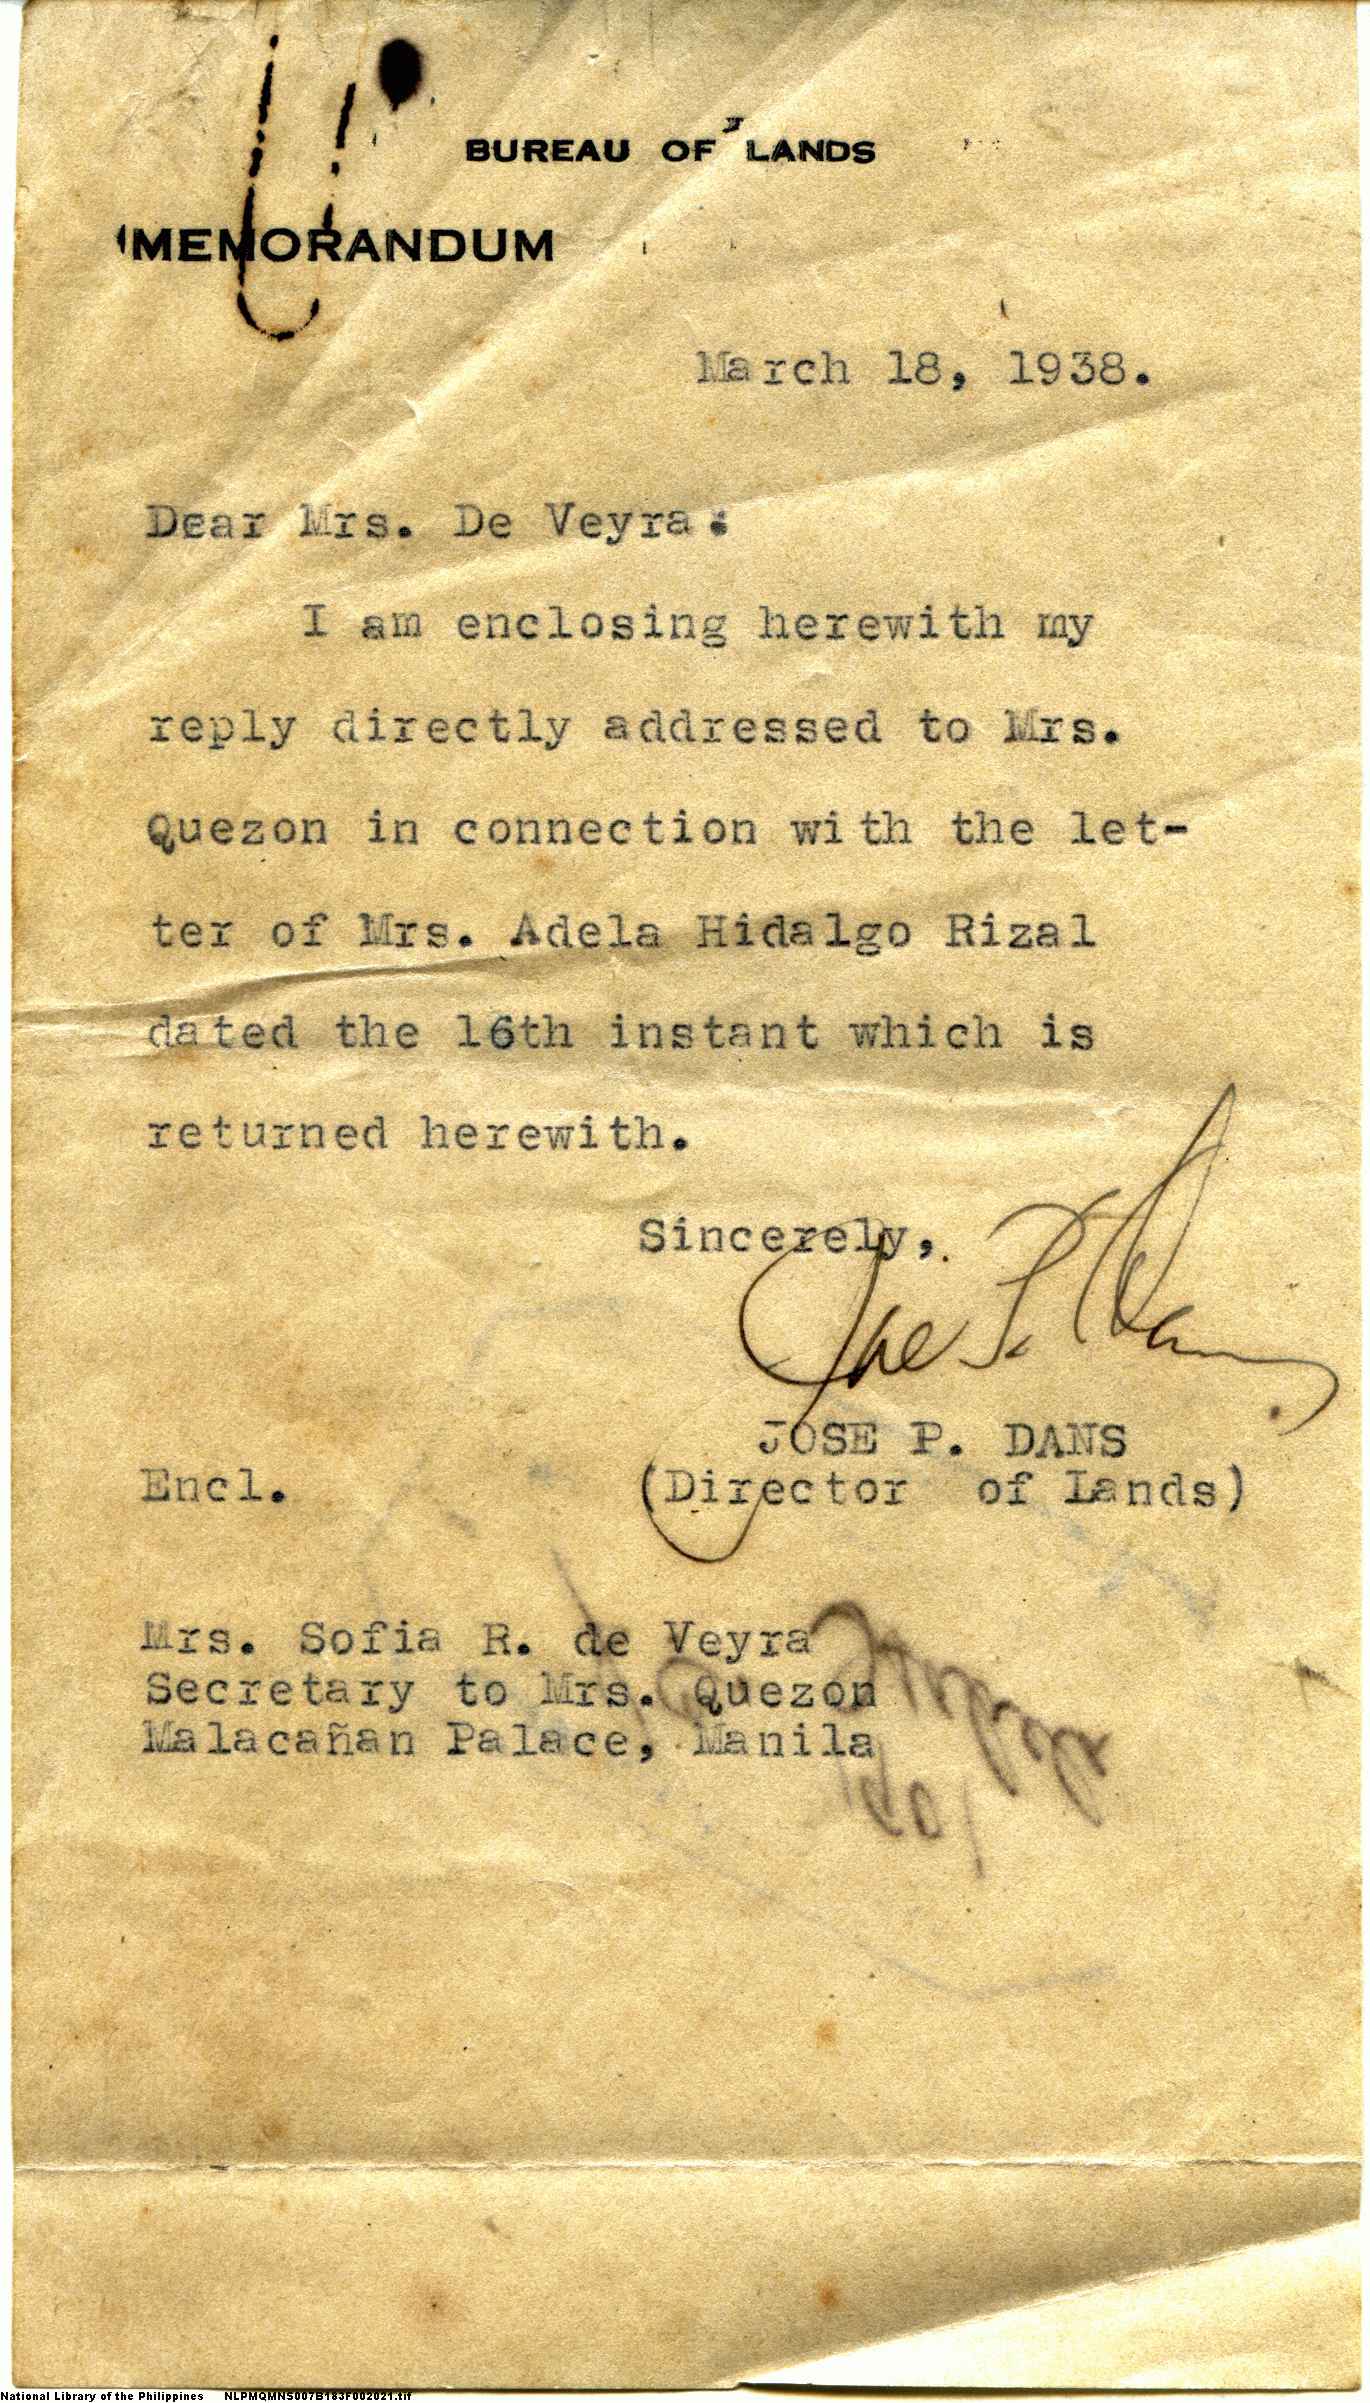 BUREAU OF LANDS
MEMORANDUM
March 18, 1938.
Dear Mrs. De Veyra:
I am enclosing herewith my
reply directly addressed to Mrs.
Quezon in connection with the let-
ter of Mrs. Adela Hidalgo Rizal
dated the 16th instant which is
returned herewith.
Sincerely,
Jose P. Dans
JOSE P. DANS
(Director of Lands)
Encl.
Mrs. Sofia R. de Veyra
Secretary to Mrs. Quezon
Malacañan Palace, Manila
National Library of the Philippines NLPMQMNS007B183F002021.tif